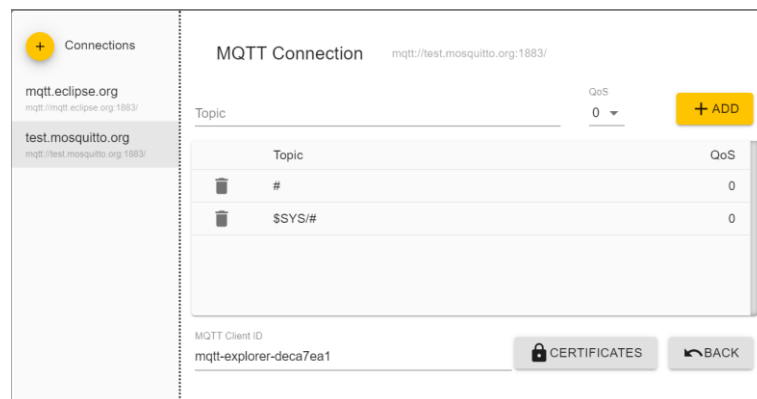 + Connections
mqtt.eclipse.org
mqtt://mqtt.eclipse.org:1883/
test.mosquitto.org
mqtt://test.mosquitto.org:1883/
MQTT Connection mqtt://test.mosquitto.org:1883/
QoS
Topic 0 + ADD
Topic QoS
# 0
$SYS/# 0
MQTT Client ID
mqtt-explorer-deca7ea1 CERTIFICATES BACK